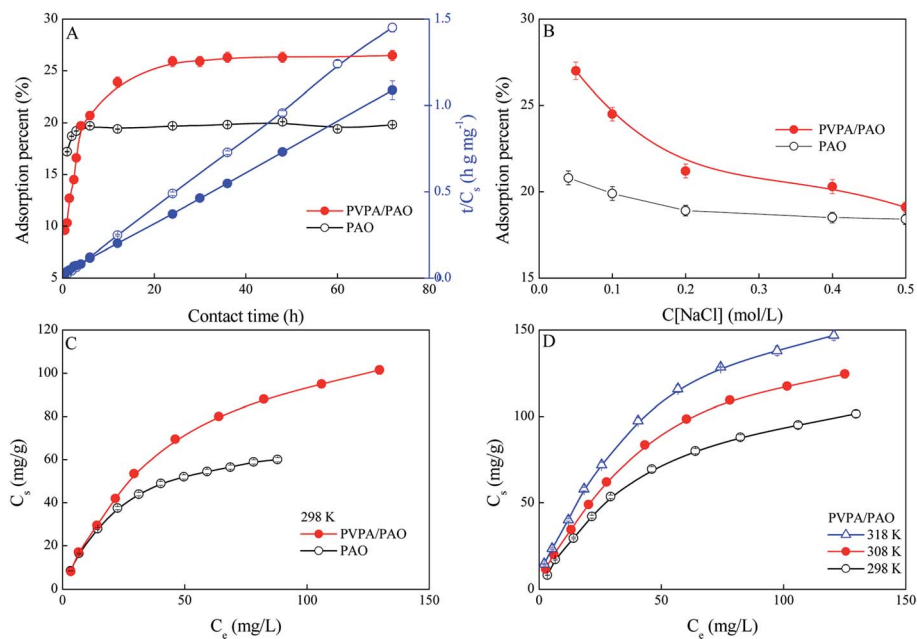 A
Adsorption percent (%)
30
25
20
15
10
5
1.5
1.0
0.5
0.0
t/Cs (h g mg⁻¹)
PVPA/PAO
PAO
0 20 40 60 80
Contact time (h)
B
Adsorption percent (%)
30
25
20
15
PVPA/PAO
PAO
0.0 0.1 0.2 0.3 0.4 0.5
C[NaCl] (mol/L)
C
Cs (mg/g)
120
100
80
60
40
20
0
298 K
PVPA/PAO
PAO
0 50 100 150
Ce (mg/L)
D
Cs (mg/g)
150
100
50
0
PVPA/PAO
318 K
308 K
298 K
0 50 100 150
Ce (mg/L)